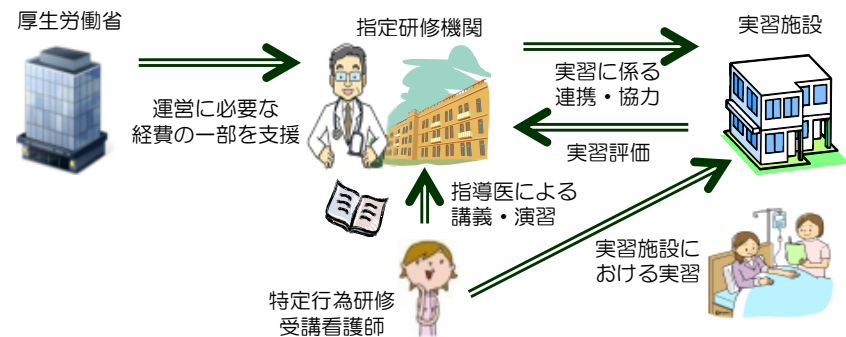 厚生労働省
指定研修機関
実習施設
運営に必要な
経費の一部を支援
実習に係る
連携・協力
実習評価
指導医による
講義・演習
実習施設に
おける実習
特定行為研修
受講看護師